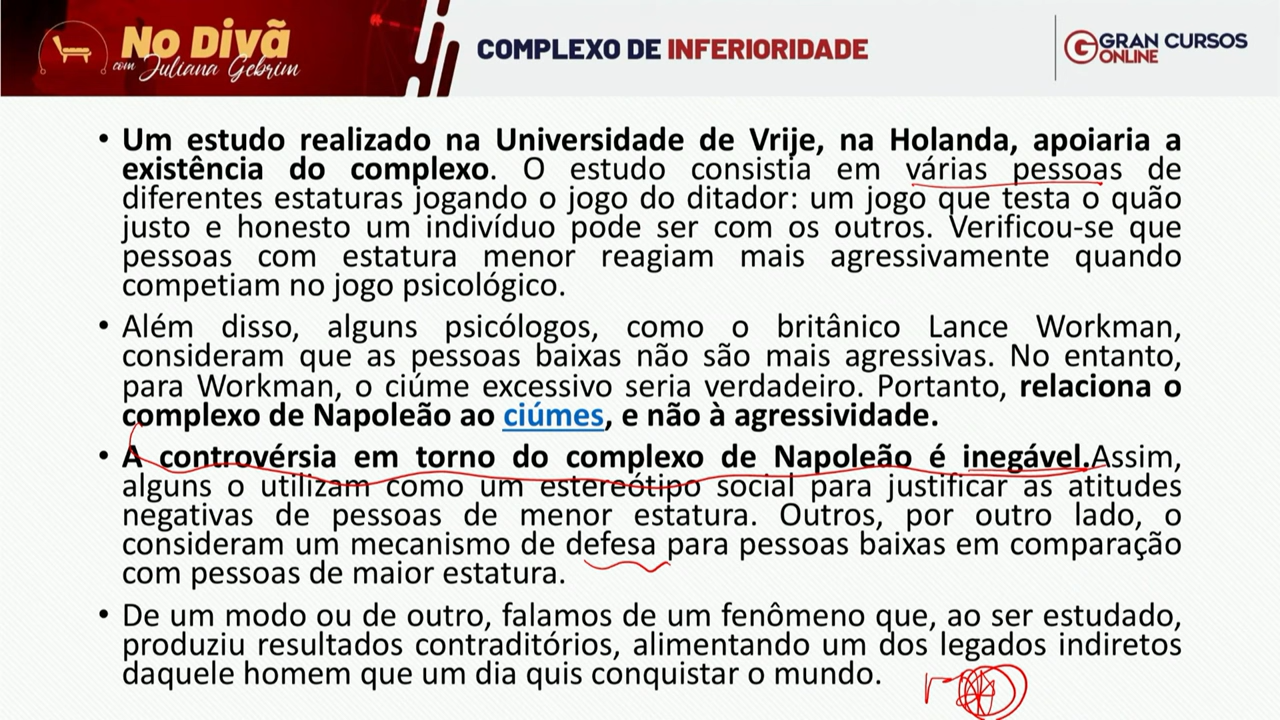 No Divã
com Juliana Gebrim
COMPLEXO DE INFERIORIDADE
GRAN CURSOS
ONLINE
• Um estudo realizado na Universidade de Vrije, na Holanda, apoiaria a
existência do complexo. O estudo consistia em várias pessoas de
diferentes estaturas jogando o jogo do ditador: um jogo que testa o quão
justo e honesto um indivíduo pode ser com os outros. Verificou-se que
pessoas com estatura menor reagiam mais agressivamente quando
competiam no jogo psicológico.
• Além disso, alguns psicólogos, como o britânico Lance Workman,
consideram que as pessoas baixas não são mais agressivas. No entanto,
para Workman, o ciúme excessivo seria verdadeiro. Portanto, relaciona o
complexo de Napoleão ao ciúmes, e não à agressividade.
• A controvérsia em torno do complexo de Napoleão é inegável.Assim,
alguns o utilizam como um estereótipo social para justificar as atitudes
negativas de pessoas de menor estatura. Outros, por outro lado, o
consideram um mecanismo de defesa para pessoas baixas em comparação
com pessoas de maior estatura.
• De um modo ou de outro, falamos de um fenômeno que, ao ser estudado,
produziu resultados contraditórios, alimentando um dos legados indiretos
daquele homem que um dia quis conquistar o mundo.